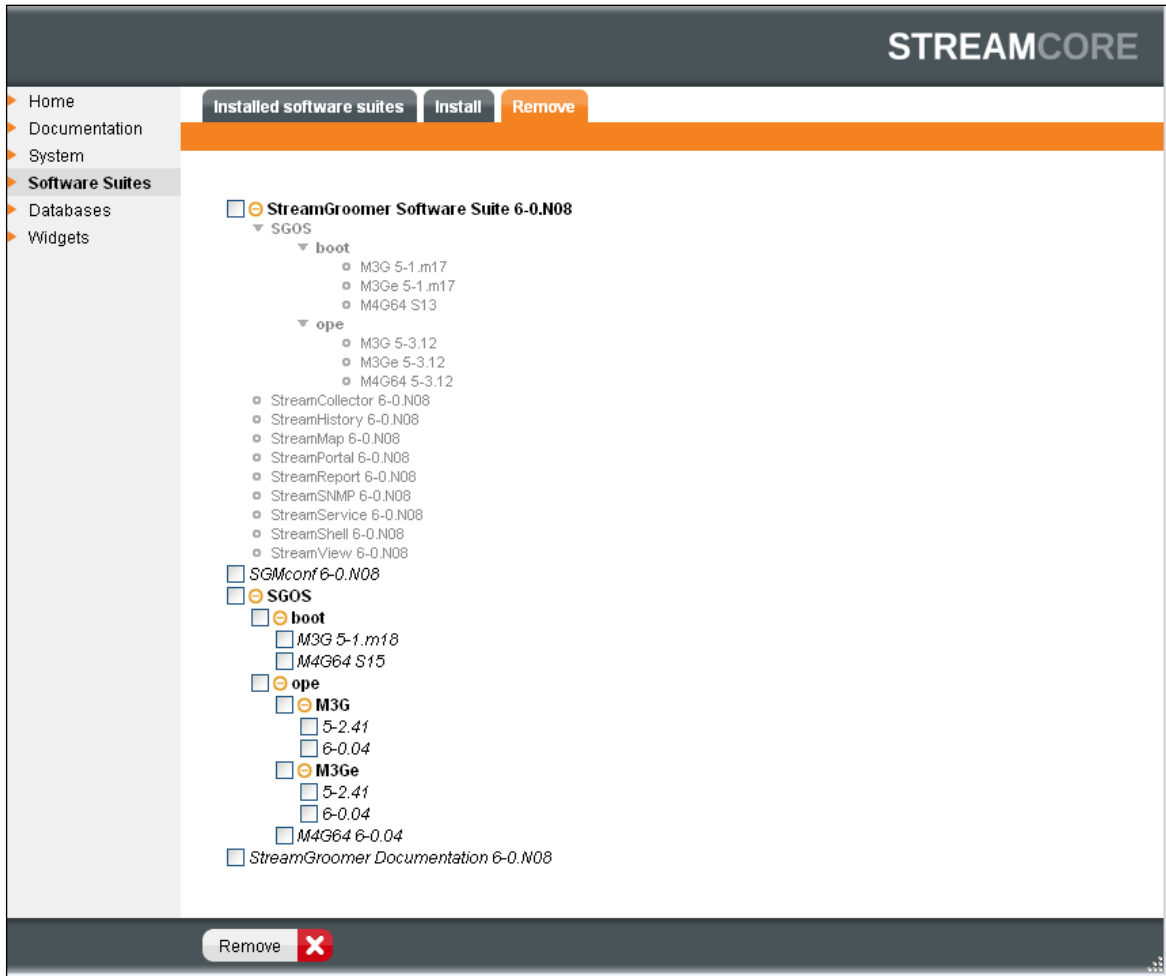 STREAMCORE
Home
Documentation
System
Software Suites
Databases
Widgets
Installed software suites
Install
Remove
StreamGroomer Software Suite 6-0.N08
SGOS
boot
M3G 5-1.m17
M3Ge 5-1.m17
M4G64 S13
ope
M3G 5-3.12
M3Ge 5-3.12
M4G64 5-3.12
StreamCollector 6-0.N08
StreamHistory 6-0.N08
StreamMap 6-0.N08
StreamPortal 6-0.N08
StreamReport 6-0.N08
StreamSNMP 6-0.N08
StreamService 6-0.N08
StreamShell 6-0.N08
StreamView 6-0.N08
SGMconf 6-0.N08
SGOS
boot
M3G 5-1.m18
M4G64 S15
ope
M3G
5-2.41
6-0.04
M3Ge
5-2.41
6-0.04
M4G64 6-0.04
StreamGroomer Documentation 6-0.N08
Remove